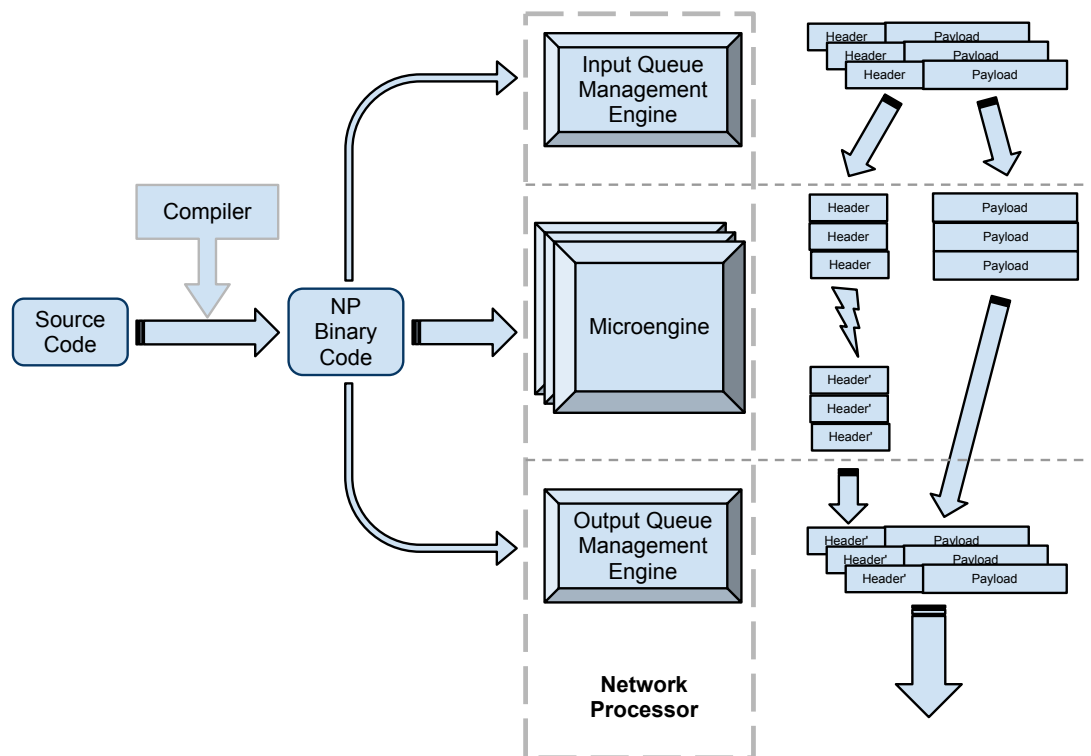 Header Payload
Header Payload
Header Payload
Input Queue
Management
Engine
Compiler
Header Payload
Header Payload
Header Payload
Source
Code
NP
Binary
Code
Microengine
Header'
Header'
Header'
Output Queue
Management
Engine
Header' Payload
Header' Payload
Header' Payload
Network
Processor